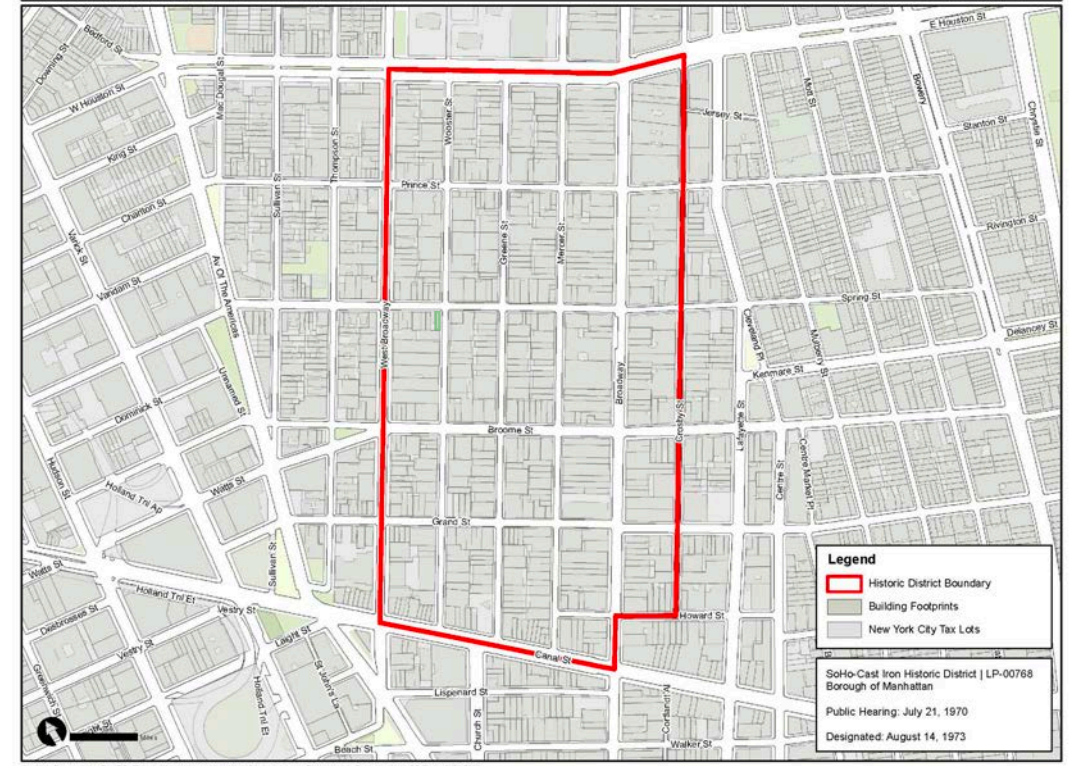 E Houston St
Bedford St
Downing St
Mac Dougal St
W Houston St
King St
Charlton St
Varick St
Vandam St
Av Of The Americas
Unnamed St
Dominick St
Hudson St
Holland Tnl Ap
Watts St
Watts St
Sullivan St
Sullivan St
Thompson St
Wooster St
Prince St
Greene St
Mercer St
West Broadway
Broadway
Crosby St
Broome St
Grand St
Howard St
Canal St
Jersey St
Mott St
Bowery
Stanton St
Chrystie St
Rivington St
Spring St
Delancey St
Cleveland Pl
Mulberry St
Kenmare St
Lafayette St
Centre St
Centre Market Pl
Holland Tnl Et
Vestry St
Desbrosses St
Vestry St
Laight St
St John's La
Greenwich St
Holland Tnl Et
Lispenard St
Church St
Cortlandt Al
Beach St
Walker St
Legend
Historic District Boundary
Building Footprints
New York City Tax Lots
SoHo-Cast Iron Historic District | LP-00768
Borough of Manhattan
Public Hearing: July 21, 1970
Designated: August 14, 1973